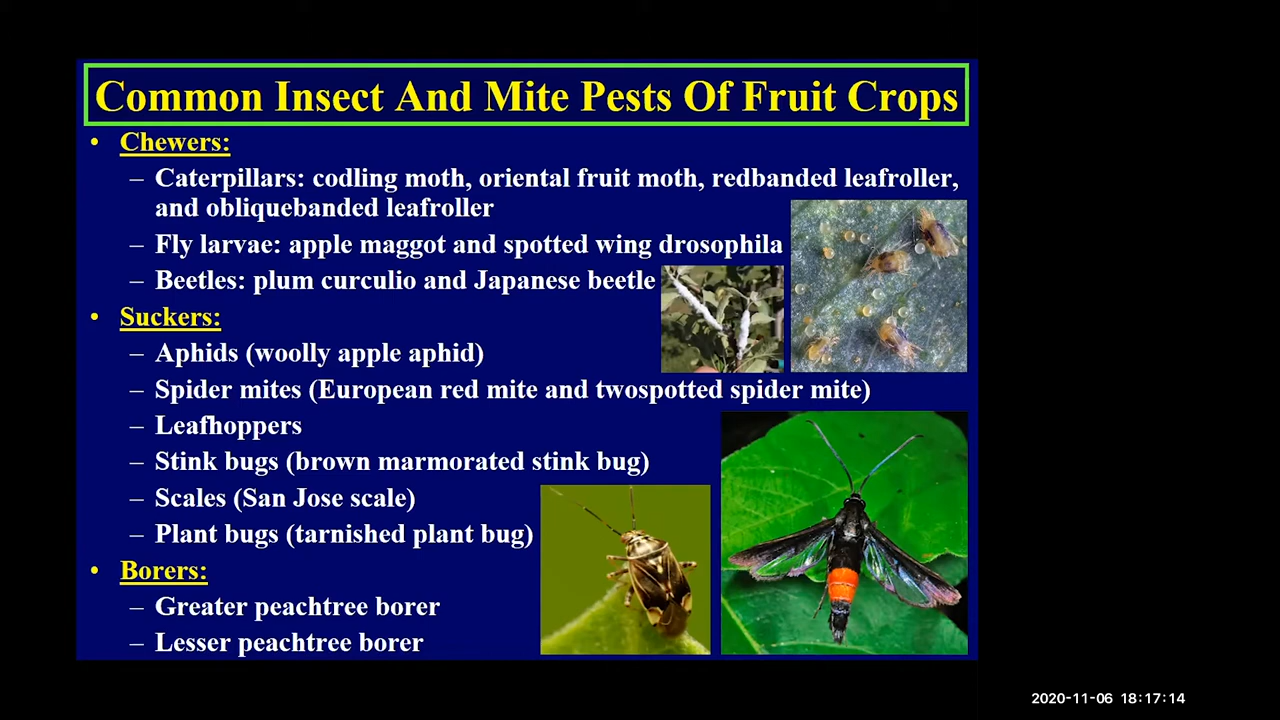 Common Insect And Mite Pests Of Fruit Crops
• Chewers:
– Caterpillars: codling moth, oriental fruit moth, redbanded leafroller,
and obliquebanded leafroller
– Fly larvae: apple maggot and spotted wing drosophila
– Beetles: plum curculio and Japanese beetle
• Suckers:
– Aphids (woolly apple aphid)
– Spider mites (European red mite and twospotted spider mite)
– Leafhoppers
– Stink bugs (brown marmorated stink bug)
– Scales (San Jose scale)
– Plant bugs (tarnished plant bug)
• Borers:
– Greater peachtree borer
– Lesser peachtree borer
2020-11-06 18:17:14